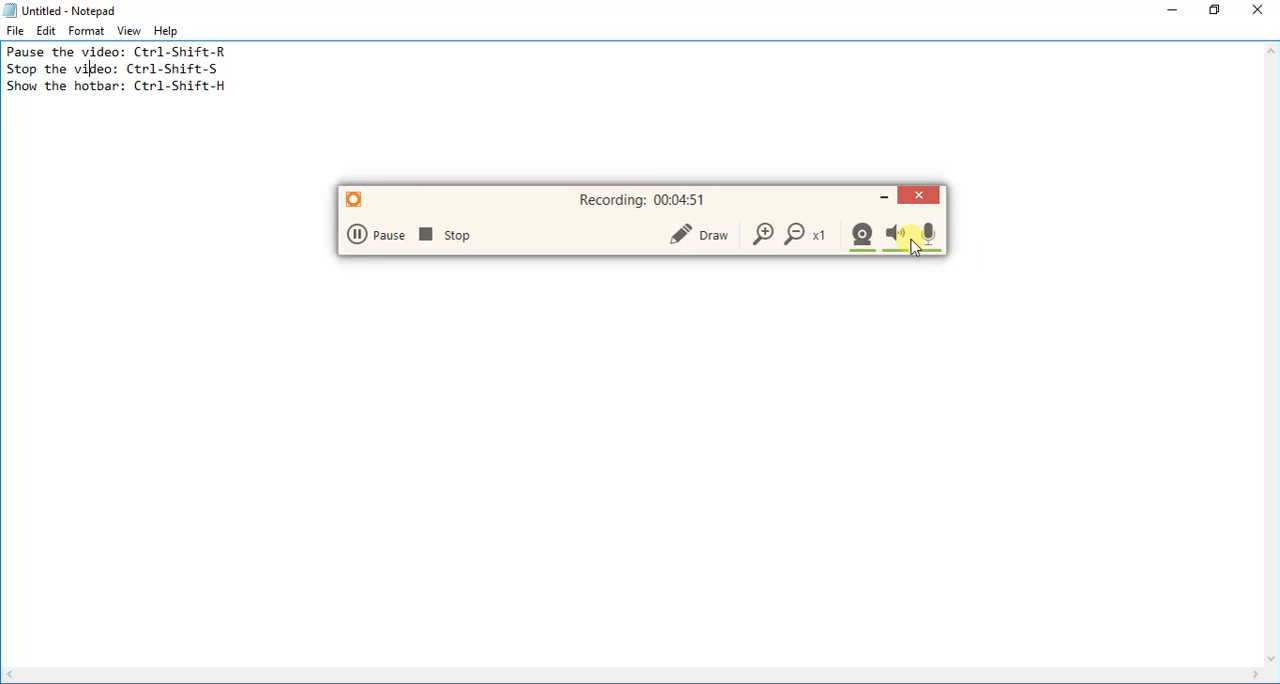 Untitled - Notepad
File Edit Format View Help
Pause the video: Ctrl-Shift-R
Stop the video: Ctrl-Shift-S
Show the hotbar: Ctrl-Shift-H
Recording: 00:04:51
Pause Stop Draw x1